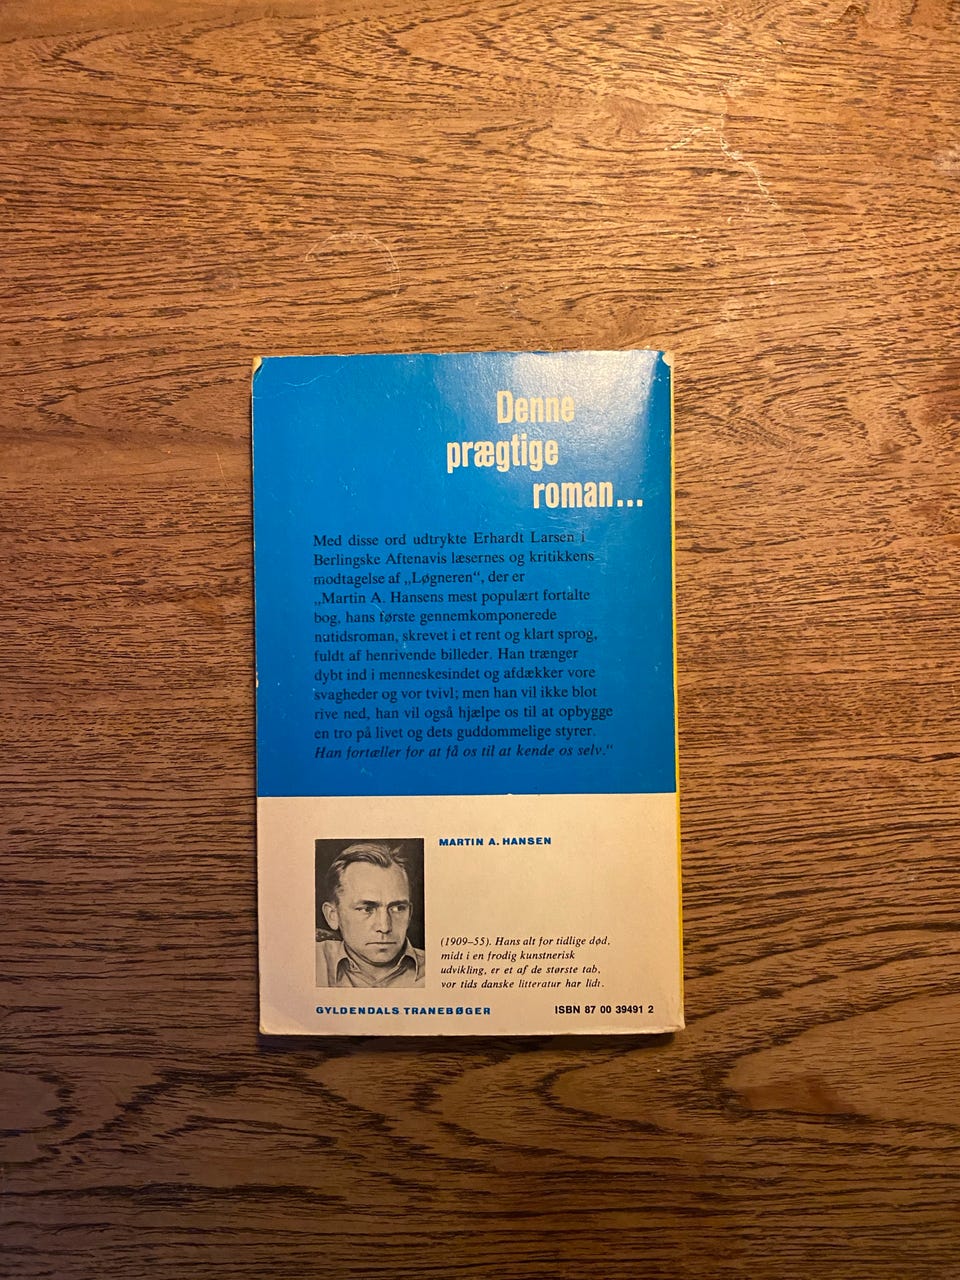 Denne
prægtige
roman...
Med disse ord udtrykte Erhardt Larsen i
Berlingske Aftenavis læsernes og kritikkens
modtagelse af „Løgneren“, der er
„Martin A. Hansens mest populært fortalte
bog, hans første gennemkomponerede
nutidsroman, skrevet i et rent og klart sprog,
fuldt af henrivende billeder. Han trænger
dybt ind i menneskesindet og afdækker vore
svagheder og vor tvivl; men han vil ikke blot
rive ned, han vil også hjælpe os til at opbygge
en tro på livet og dets guddommelige styrer.
Han fortæller for at få os til at kende os selv.“
MARTIN A. HANSEN
(1909–55). Hans alt for tidlige død,
midt i en frodig kunstnerisk
udvikling, er et af de største tab,
vor tids danske litteratur har lidt.
GYLDENDALS TRANEBØGER
ISBN 87 00 39491 2